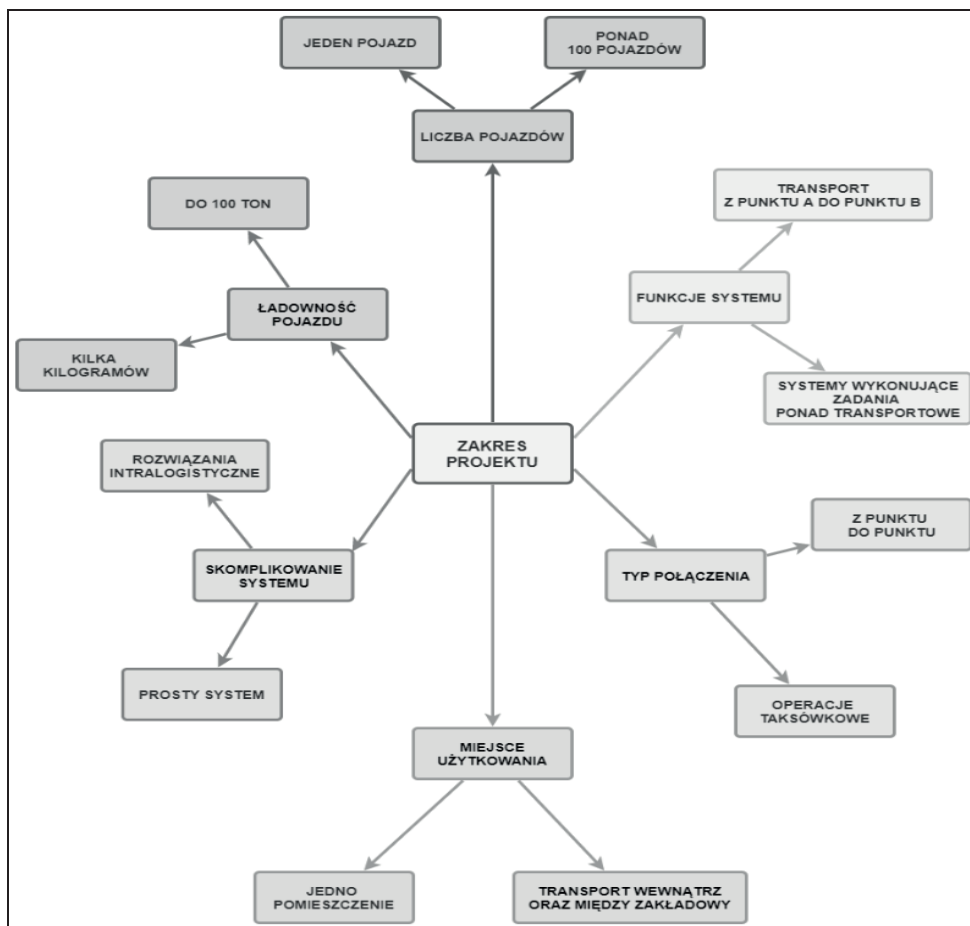 JEDEN POJAZD
PONAD
100 POJAZDÓW
LICZBA POJAZDÓW
DO 100 TON
TRANSPORT
Z PUNKTU A DO PUNKTU B
ŁADOWNOŚĆ
POJAZDU
FUNKCJE SYSTEMU
KILKA
KILOGRAMÓW
SYSTEMY WYKONUJĄCE
ZADANIA
PONAD TRANSPORTOWE
ZAKRES
PROJEKTU
ROZWIĄZANIA
INTRALOGISTYCZNE
Z PUNKTU
DO PUNKTU
SKOMPLIKOWANIE
SYSTEMU
TYP POŁĄCZENIA
PROSTY SYSTEM
OPERACJE
TAKSÓWKOWE
MIEJSCE
UŻYTKOWANIA
JEDNO
POMIESZCZENIE
TRANSPORT WEWNĄTRZ
ORAZ MIĘDZY ZAKŁADOWY